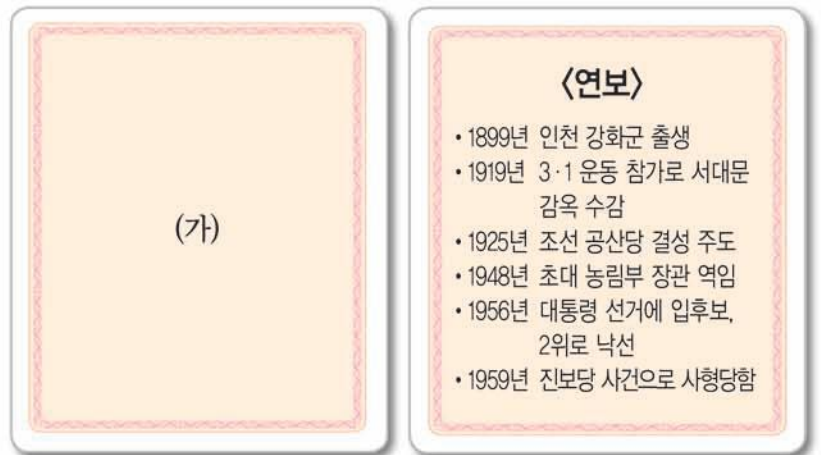 (가)
〈연보〉
• 1899년 인천 강화군 출생
• 1919년 3·1 운동 참가로 서대문
감옥 수감
• 1925년 조선 공산당 결성 주도
• 1948년 초대 농림부 장관 역임
• 1956년 대통령 선거에 입후보,
2위로 낙선
• 1959년 진보당 사건으로 사형당함